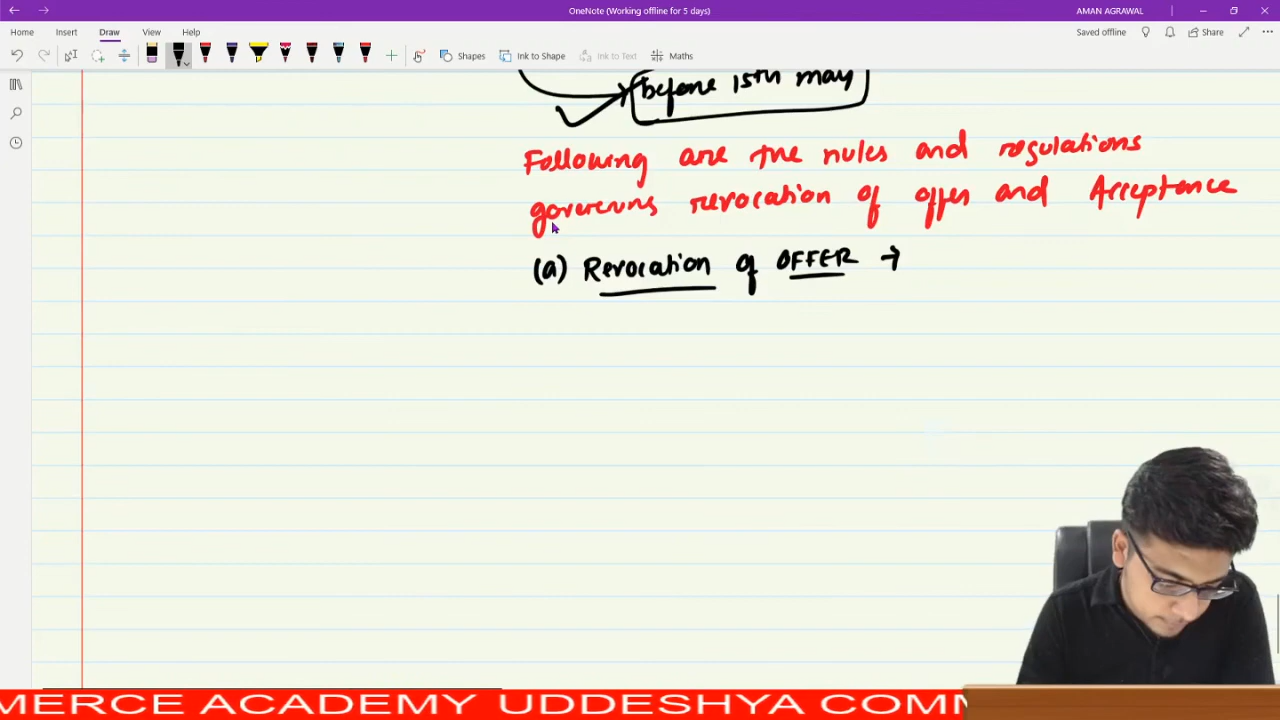 OneNote (Working offline for 5 days)
AMAN AGRAWAL
Home Insert Draw View Help
Saved offline
Share
Shapes
Ink to Shape
Ink to Text
Maths
before 15th may
Following are the rules and regulations
governing revocation of offer and Acceptance
(a) Revocation of OFFER →
MERCE ACADEMY UDDESHYA COMM